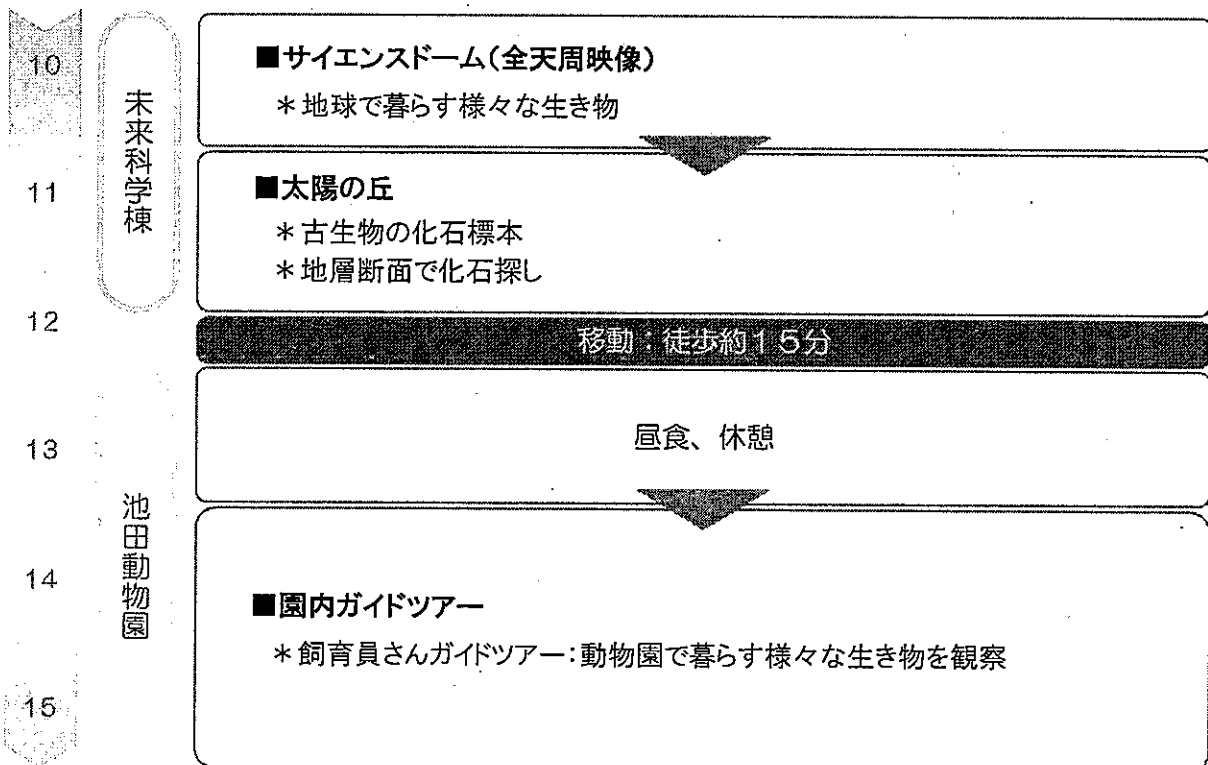 10
未来科学棟
■サイエンスドーム(全天周映像)
＊地球で暮らす様々な生き物
11
■太陽の丘
＊古生物の化石標本
＊地層断面で化石探し
12
移動：徒歩約１５分
13
昼食、休憩
池田動物園
14
■園内ガイドツアー
＊飼育員さんガイドツアー：動物園で暮らす様々な生き物を観察
15